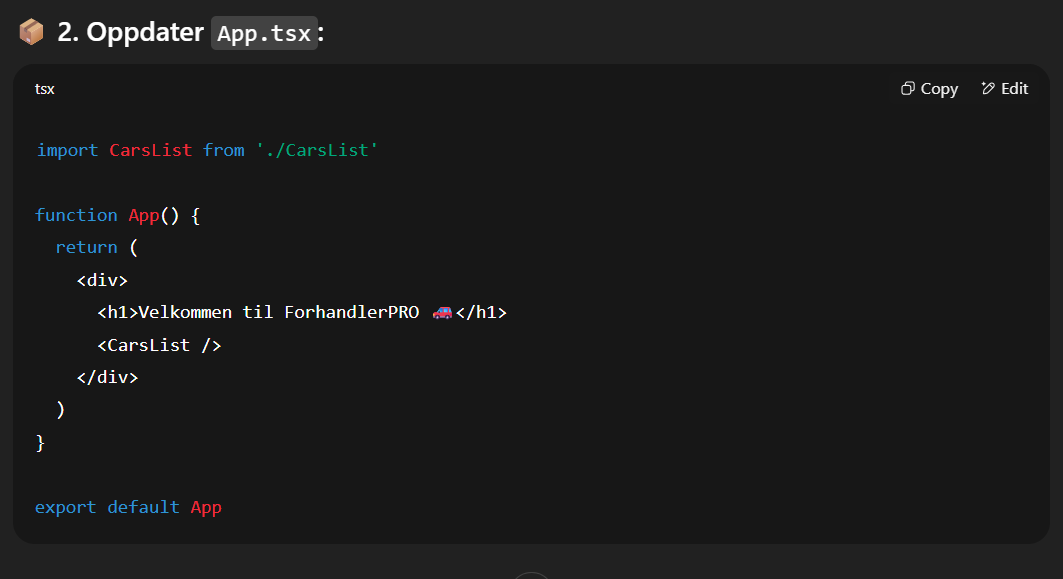 📦 2. Oppdater App.tsx:
tsx
Copy Edit
import CarsList from './CarsList'
function App() {
return (
<div>
<h1>Velkommen til ForhandlerPRO 🚗</h1>
<CarsList />
</div>
)
}
export default App